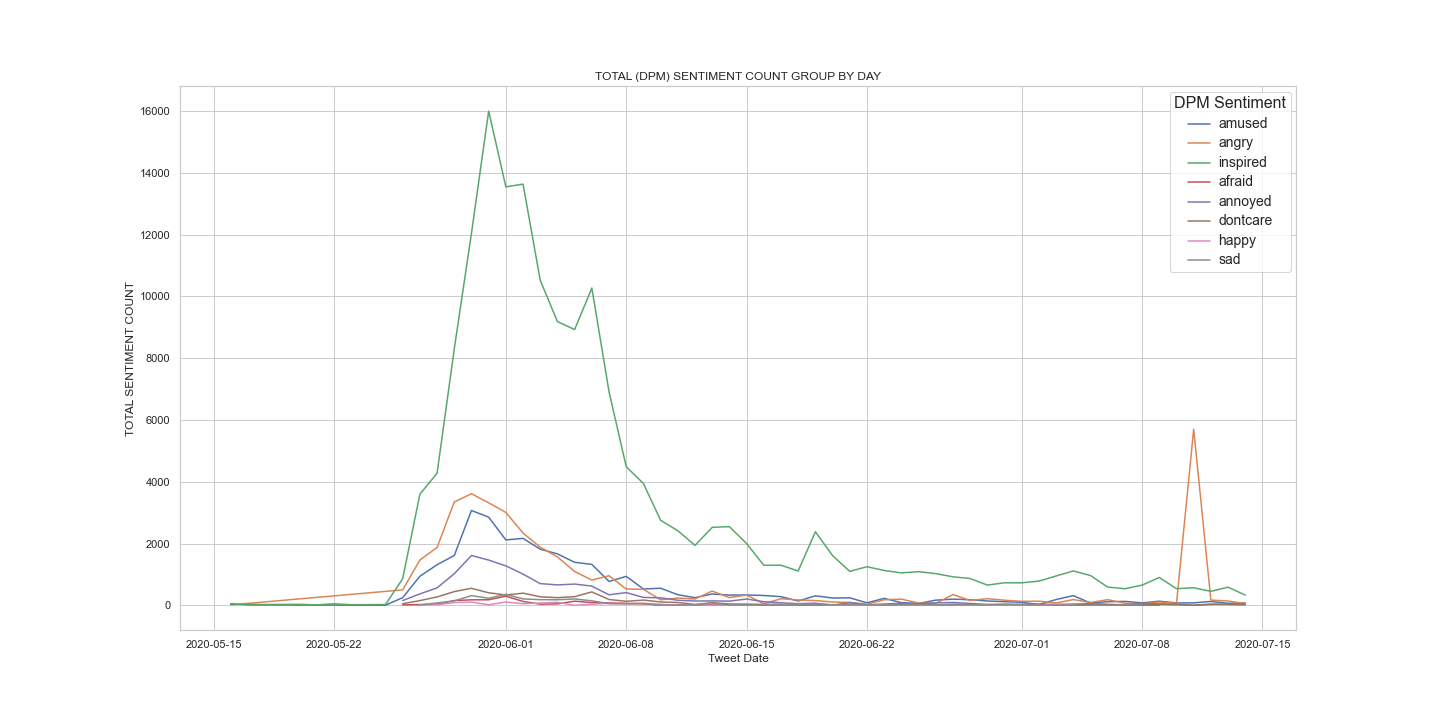 TOTAL (DPM) SENTIMENT COUNT GROUP BY DAY
DPM Sentiment
amused
angry
inspired
afraid
annoyed
dontcare
happy
sad
TOTAL SENTIMENT COUNT
16000
14000
12000
10000
8000
6000
4000
2000
0
2020-05-15 2020-05-22 2020-06-01 2020-06-08 2020-06-15 2020-06-22 2020-07-01 2020-07-08 2020-07-15
Tweet Date